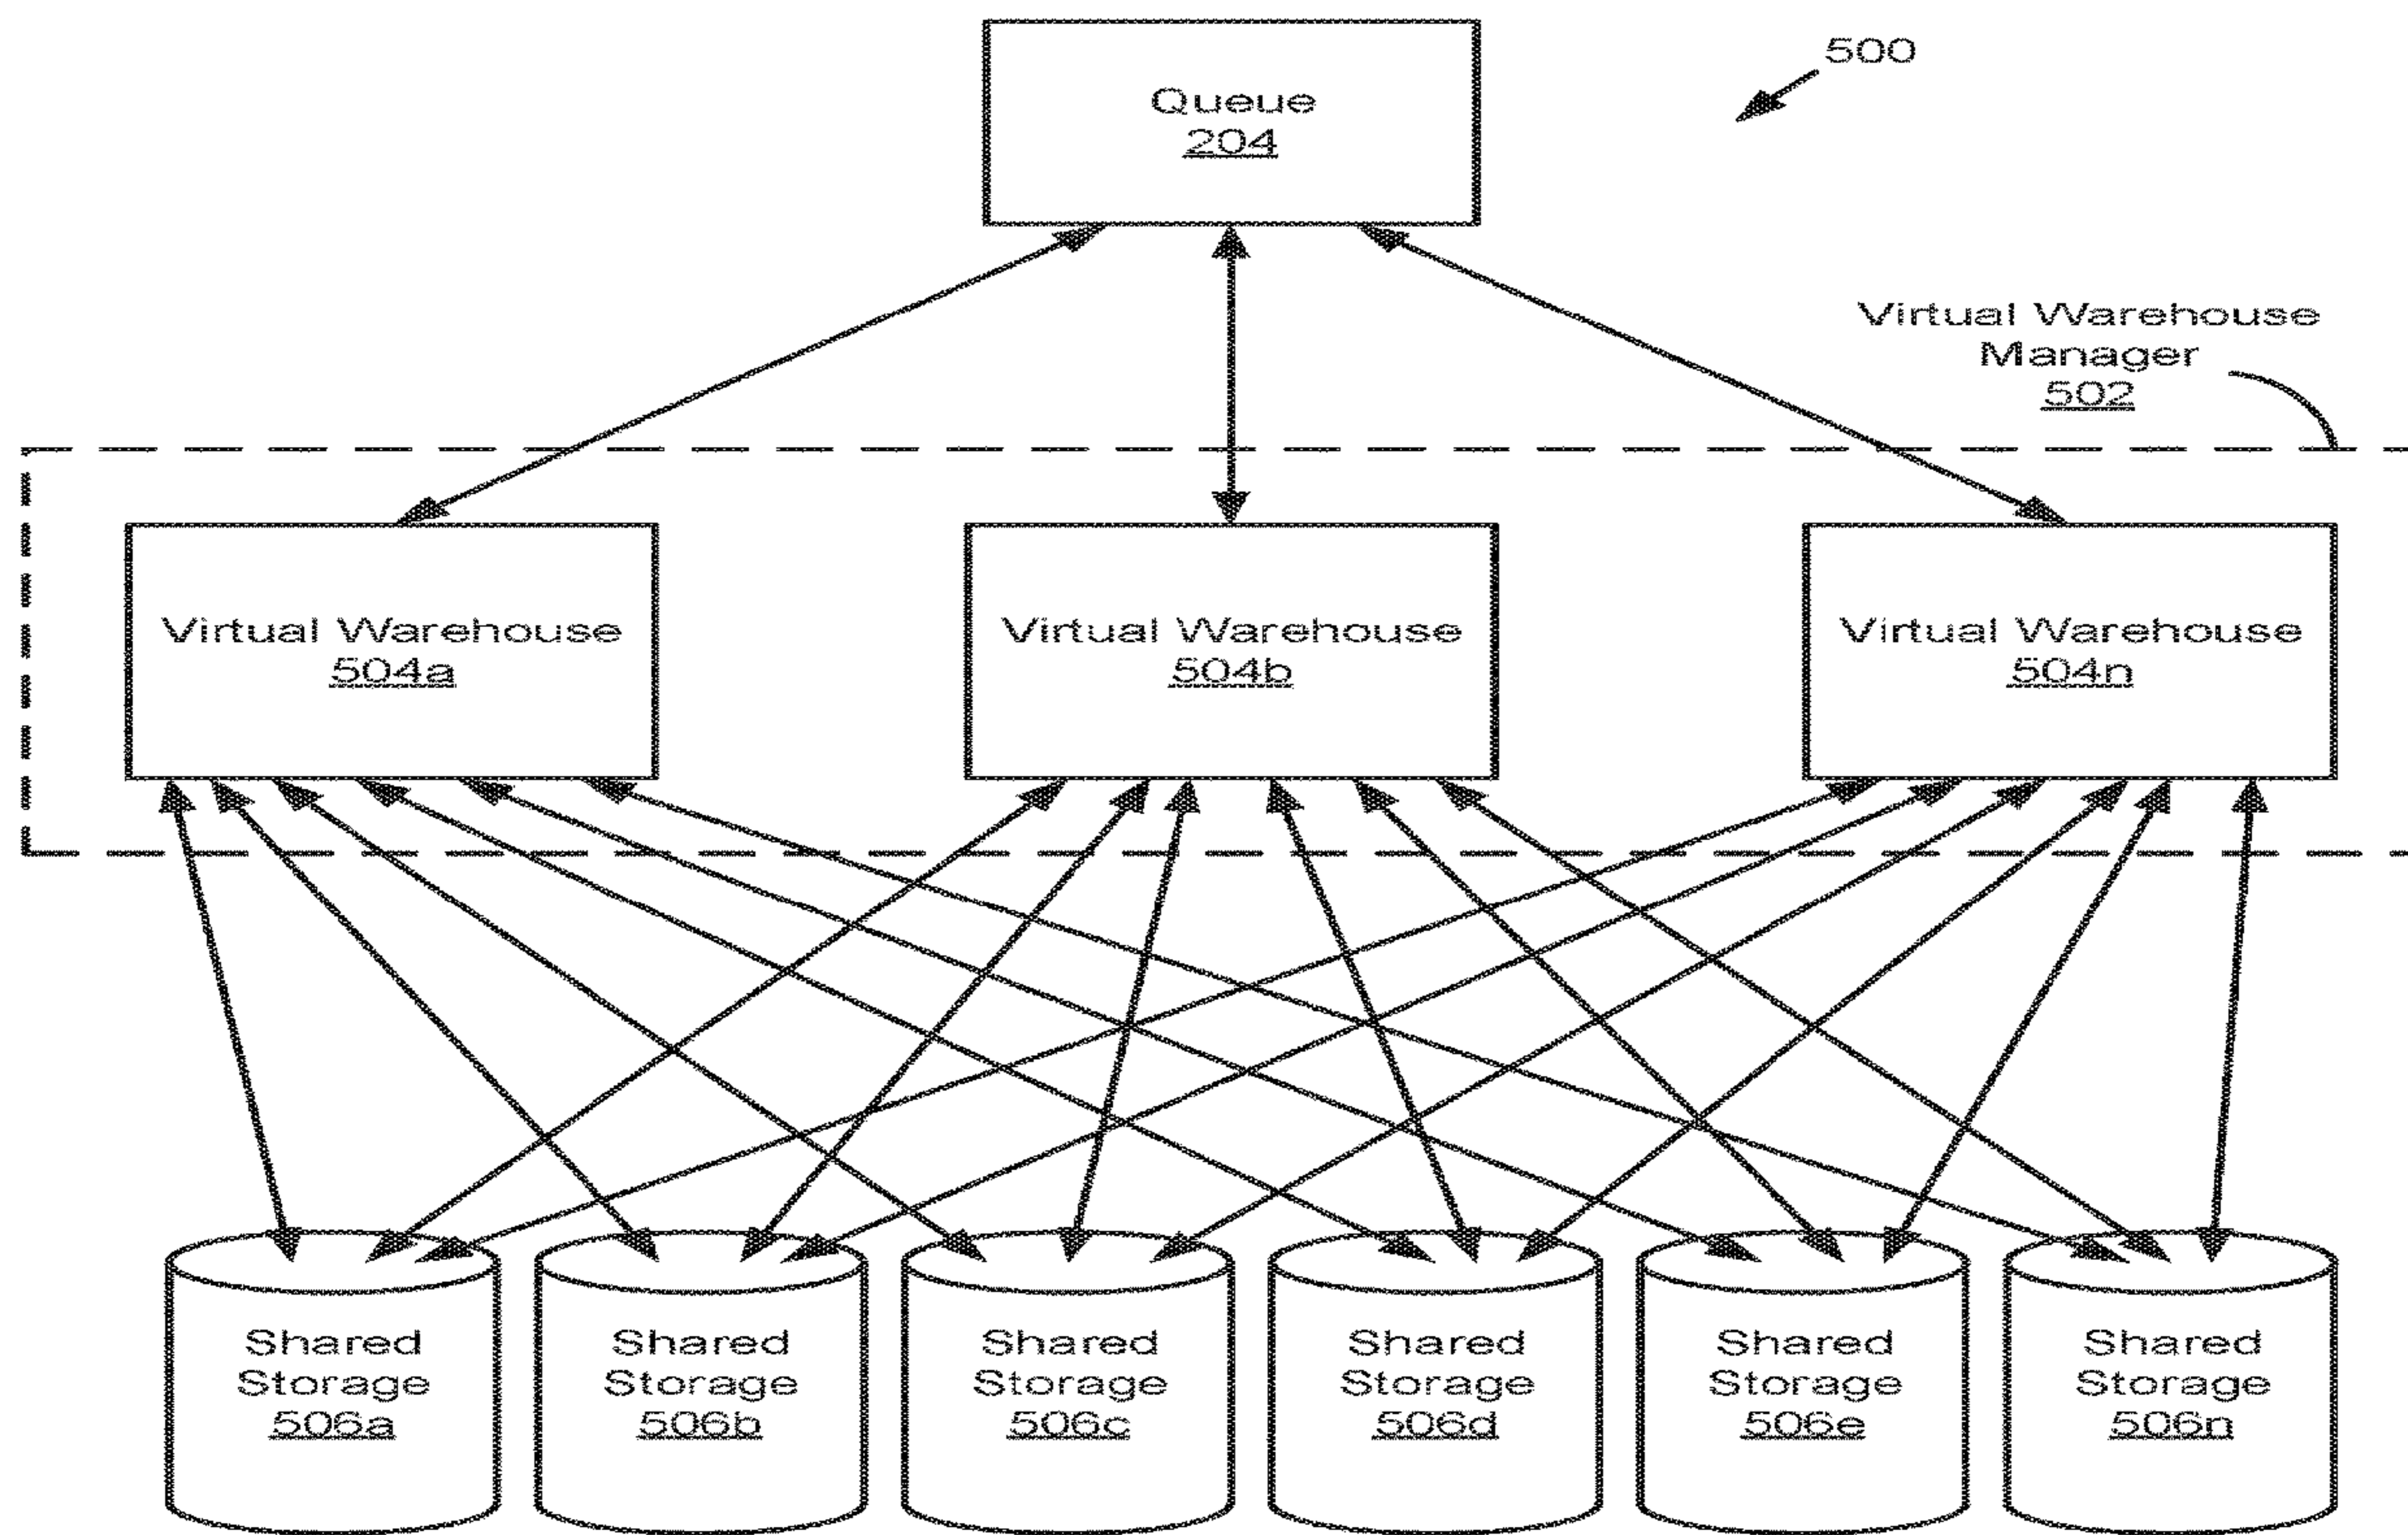 Queue
204
500
Virtual Warehouse
Manager
502
Virtual Warehouse
504a
Virtual Warehouse
504b
Virtual Warehouse
504n
Shared
Storage
506a
Shared
Storage
506b
Shared
Storage
506c
Shared
Storage
506d
Shared
Storage
506e
Shared
Storage
506n